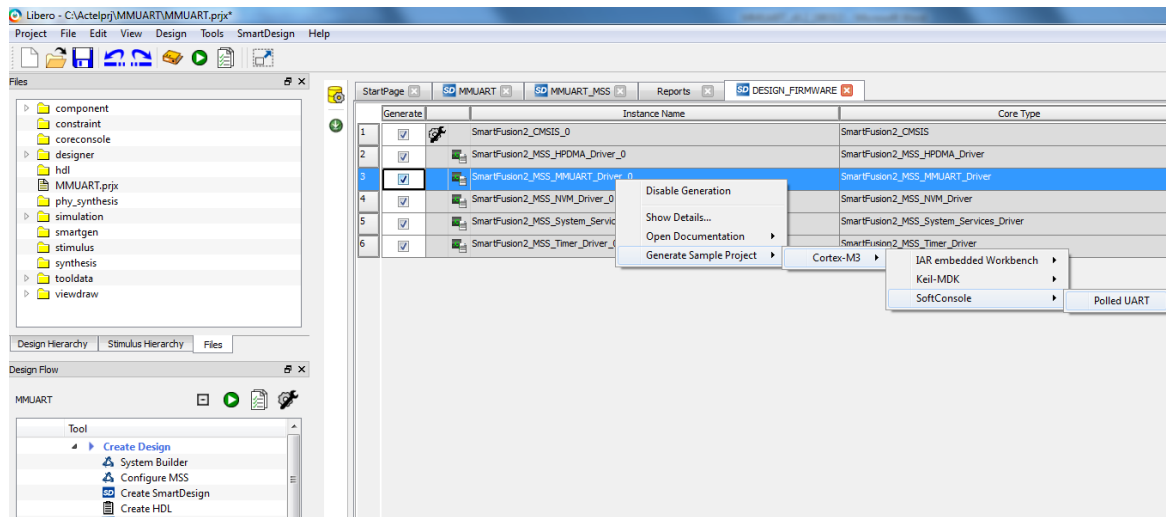 Libero - C:\Actelprj\MMUART\MMUART.prjx*
Project File Edit View Design Tools SmartDesign Help
Files
component
constraint
coreconsole
designer
hdl
MMUART.prjx
phy_synthesis
simulation
smartgen
stimulus
synthesis
tooldata
viewdraw
Design Hierarchy Stimulus Hierarchy Files
Design Flow
MMUART
Tool
Create Design
System Builder
Configure MSS
Create SmartDesign
Create HDL
StartPage SD MMUART SD MMUART_MSS Reports SD DESIGN_FIRMWARE
Generate Instance Name Core Type
1 SmartFusion2_CMSIS_0 SmartFusion2_CMSIS
2 SmartFusion2_MSS_HPDMA_Driver_0 SmartFusion2_MSS_HPDMA_Driver
3 SmartFusion2_MSS_MMUART_Driver_0 SmartFusion2_MSS_MMUART_Driver
4 SmartFusion2_MSS_NVM_Driver_0 SmartFusion2_MSS_NVM_Driver
5 SmartFusion2_MSS_System_Servic SmartFusion2_MSS_System_Services_Driver
6 SmartFusion2_MSS_Timer_Driver_ SmartFusion2_MSS_Timer_Driver
Disable Generation
Show Details...
Open Documentation
Generate Sample Project
Cortex-M3
IAR embedded Workbench
Keil-MDK
SoftConsole
Polled UART